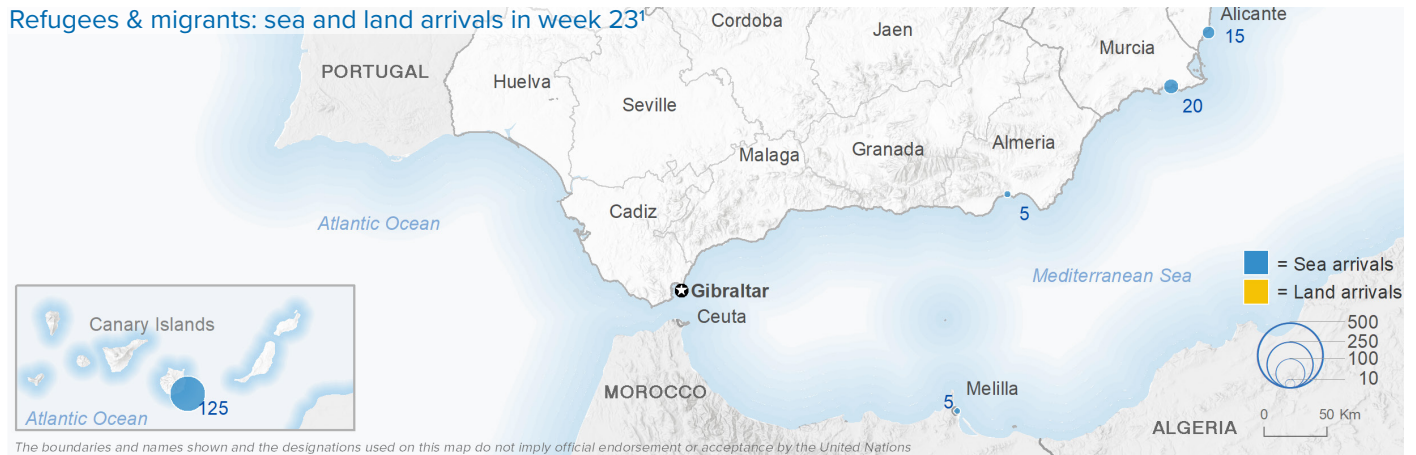 Refugees & migrants: sea and land arrivals in week 23¹
Alicante
15
Cordoba
Jaen
Murcia
PORTUGAL
Huelva
Seville
20
Malaga
Granada
Almeria
Cadiz
5
Atlantic Ocean
Mediterranean Sea
= Sea arrivals
= Land arrivals
Gibraltar
Ceuta
Canary Islands
125
Atlantic Ocean
MOROCCO
Melilla
5
500
250
100
10
0 50 Km
ALGERIA
The boundaries and names shown and the designations used on this map do not imply official endorsement or acceptance by the United Nations